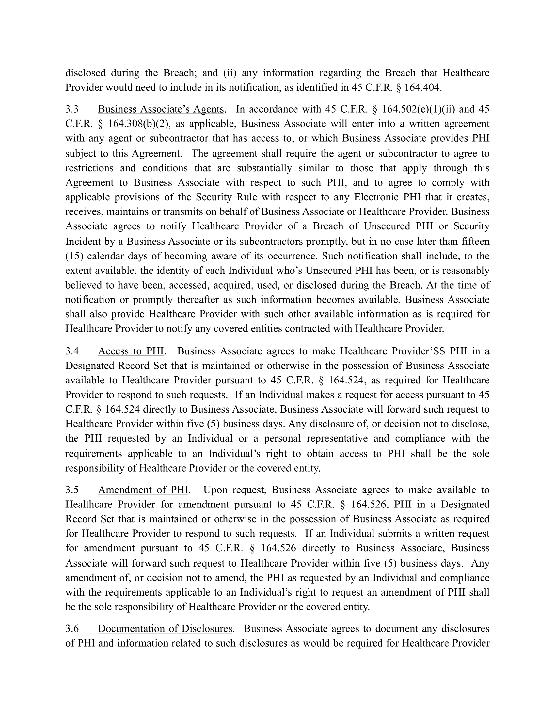 disclosed during the Breach; and (ii) any information regarding the Breach that Healthcare
Provider would need to include in its notification, as identified in 45 C.F.R. § 164.404.
3.3 Business Associate's Agents. In accordance with 45 C.F.R. § 164.502(e)(1)(ii) and 45
C.F.R. § 164.308(b)(2), as applicable, Business Associate will enter into a written agreement
with any agent or subcontractor that has access to, or which Business Associate provides PHI
subject to this Agreement. The agreement shall require the agent or subcontractor to agree to
restrictions and conditions that are substantially similar to those that apply through this
Agreement to Business Associate with respect to such PHI, and to agree to comply with
applicable provisions of the Security Rule with respect to any Electronic PHI that it creates,
receives, maintains or transmits on behalf of Business Associate or Healthcare Provider. Business
Associate agrees to notify Healthcare Provider of a Breach of Unsecured PHI or Security
Incident by a Business Associate or its subcontractors promptly, but in no case later than fifteen
(15) calendar days of becoming aware of its occurrence. Such notification shall include, to the
extent available, the identity of each Individual who's Unsecured PHI has been, or is reasonably
believed to have been, accessed, acquired, used, or disclosed during the Breach. At the time of
notification or promptly thereafter as such information becomes available, Business Associate
shall also provide Healthcare Provider with such other available information as is required for
Healthcare Provider to notify any covered entities contracted with Healthcare Provider.
3.4 Access to PHI. Business Associate agrees to make Healthcare Provider'SS PHI in a
Designated Record Set that is maintained or otherwise in the possession of Business Associate
available to Healthcare Provider pursuant to 45 C.F.R. § 164.524, as required for Healthcare
Provider to respond to such requests. If an Individual makes a request for access pursuant to 45
C.F.R. § 164.524 directly to Business Associate, Business Associate will forward such request to
Healthcare Provider within five (5) business days. Any disclosure of, or decision not to disclose,
the PHI requested by an Individual or a personal representative and compliance with the
requirements applicable to an Individual's right to obtain access to PHI shall be the sole
responsibility of Healthcare Provider or the covered entity.
3.5 Amendment of PHI. Upon request, Business Associate agrees to make available to
Healthcare Provider for amendment pursuant to 45 C.F.R. § 164.526, PHI in a Designated
Record Set that is maintained or otherwise in the possession of Business Associate as required
for Healthcare Provider to respond to such requests. If an Individual submits a written request
for amendment pursuant to 45 C.F.R. § 164.526 directly to Business Associate, Business
Associate will forward such request to Healthcare Provider within five (5) business days. Any
amendment of, or decision not to amend, the PHI as requested by an Individual and compliance
with the requirements applicable to an Individual's right to request an amendment of PHI shall
be the sole responsibility of Healthcare Provider or the covered entity.
3.6 Documentation of Disclosures. Business Associate agrees to document any disclosures
of PHI and information related to such disclosures as would be required for Healthcare Provider